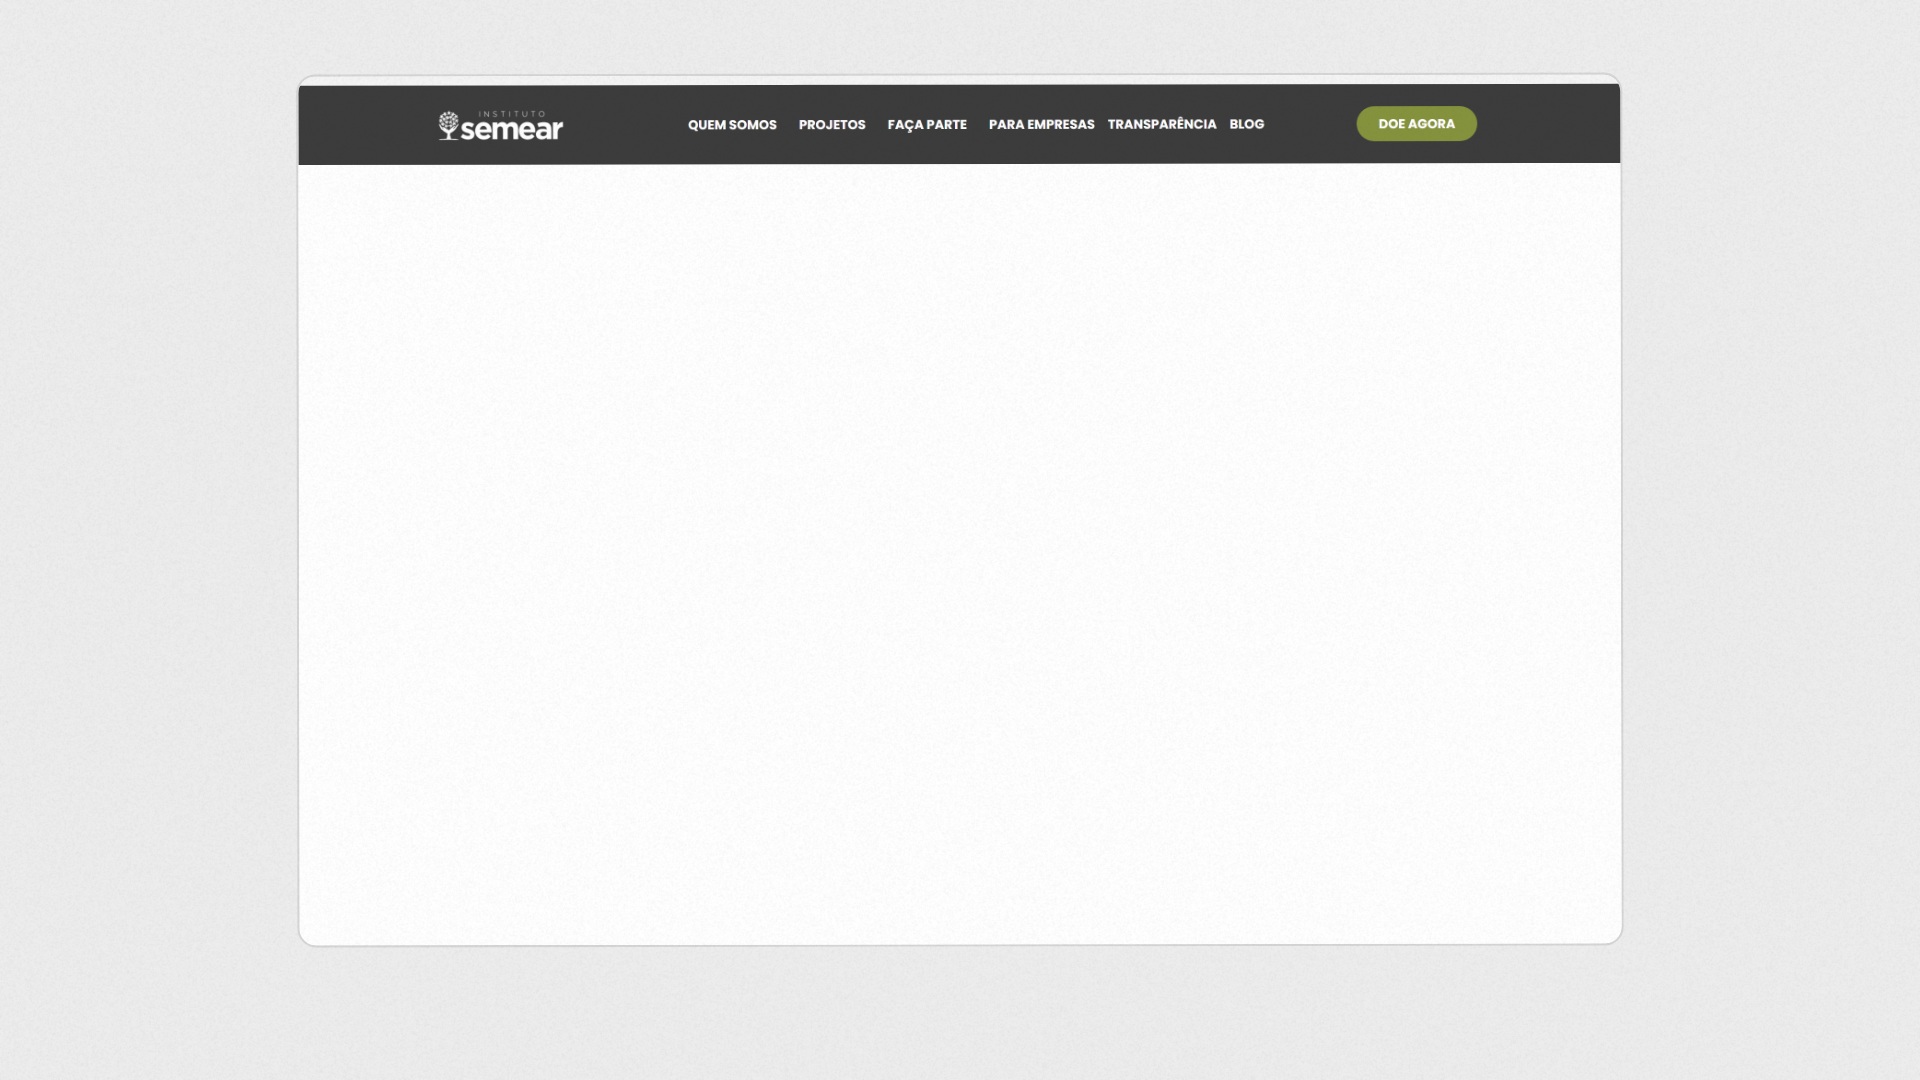 INSTITUTO
semear
QUEM SOMOS PROJETOS FAÇA PARTE PARA EMPRESAS TRANSPARÊNCIA BLOG DOE AGORA